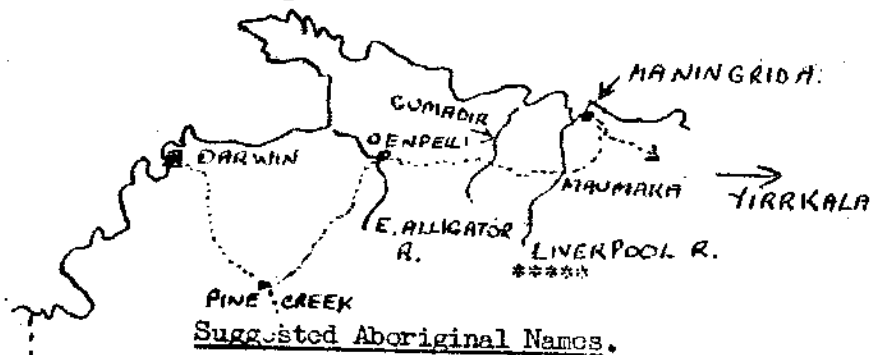 MANINGRIDA.
GUMADIR
OENPELLI
DARWIN
MAUMAKA
YIRRKALA
E. ALLIGATOR
R.
LIVERPOOL R.
*****
PINE CREEK
Suggested Aboriginal Names.